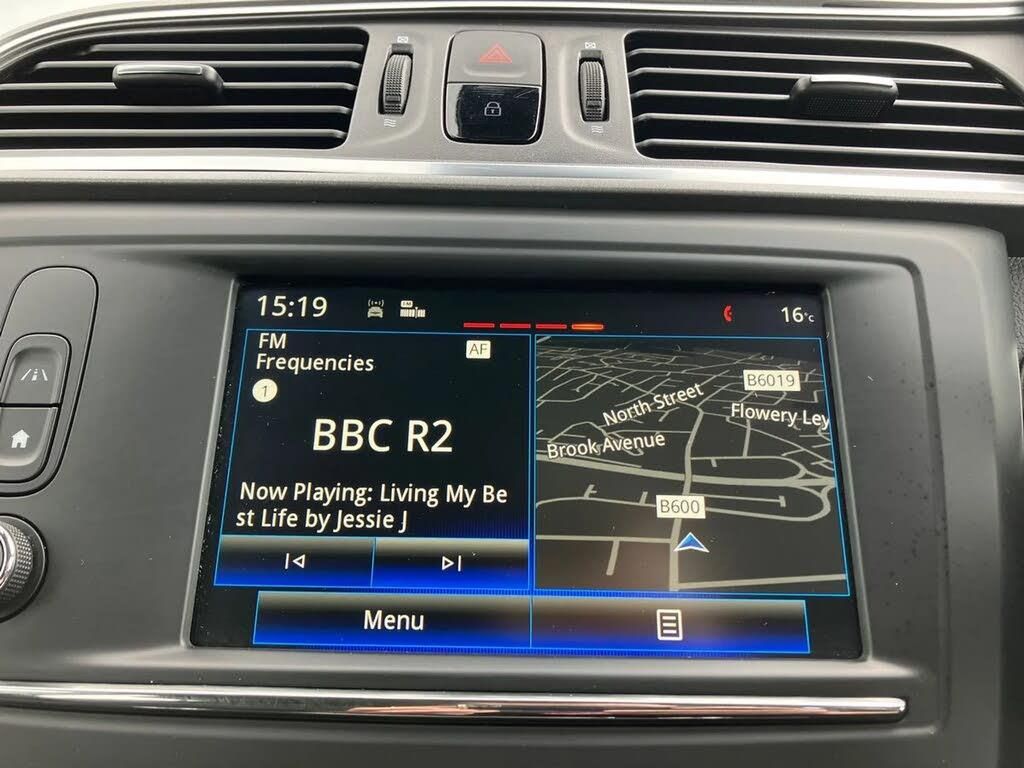 15:19
FM
16°C
FM
Frequencies
AF
1
BBC R2
Now Playing: Living My Be
st Life by Jessie J
B6019
North Street
Flowery Ley
Brook Avenue
B600
Menu